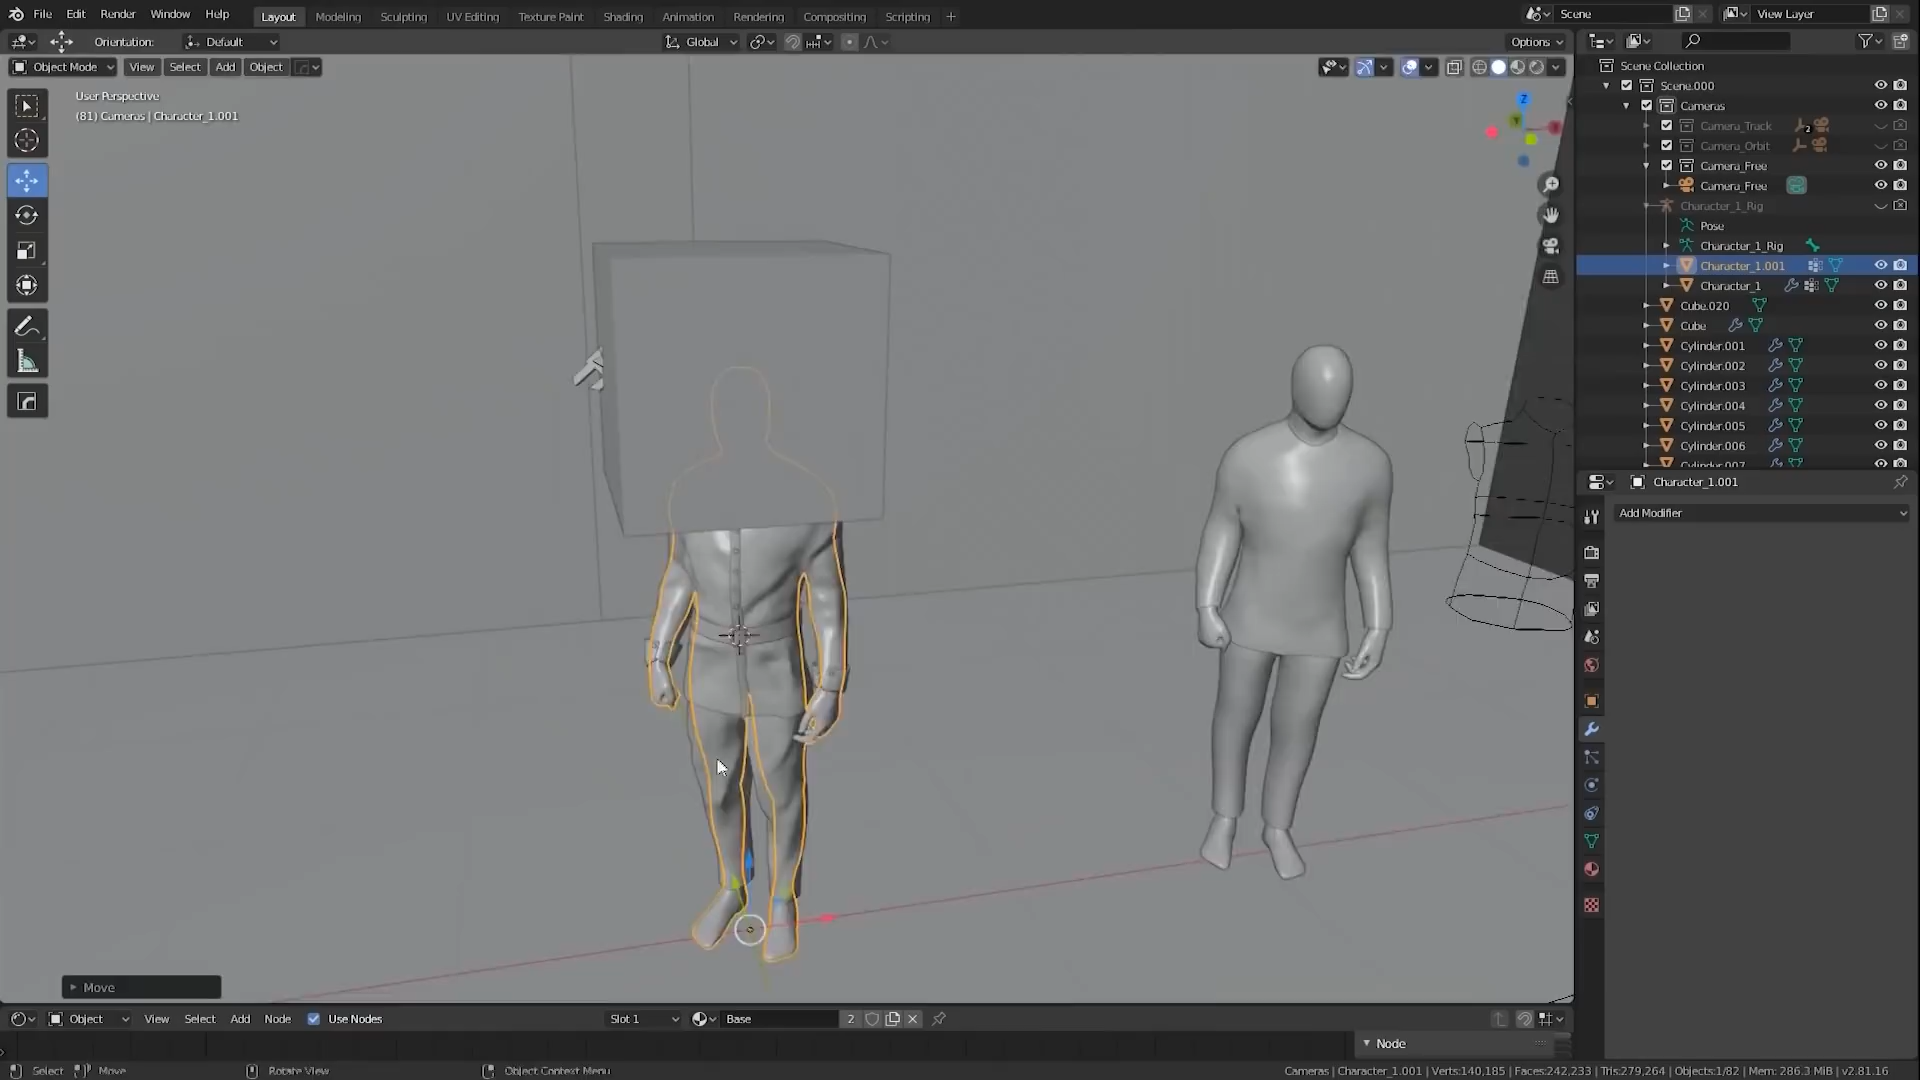 File Edit Render Window Help
Layout Modeling Sculpting UV Editing Texture Paint Shading Animation Rendering Compositing Scripting +
Scene
View Layer
Orientation: Default
Global
Options
Object Mode View Select Add Object
User Perspective
(81) Cameras | Character_1.001
Z
Scene Collection
Scene.000
Cameras
Camera_Track 2
Camera_Orbit
Camera_Free
Camera_Free
Character_1_Rig
Pose
Character_1_Rig
Character_1.001
Character_1
Cube.020
Cube
Cylinder.001
Cylinder.002
Cylinder.003
Cylinder.004
Cylinder.005
Cylinder.006
Cylinder.007
Character_1.001
Add Modifier
Move
Object View Select Add Node Use Nodes
Slot 1
Base 2
Node
Select Move Rotate View Object Context Menu
Cameras | Character_1.001 | Verts:140,185 | Faces:242,233 | Tris:279,264 | Objects:1/82 | Mem: 286.3 MiB | v2.81.16